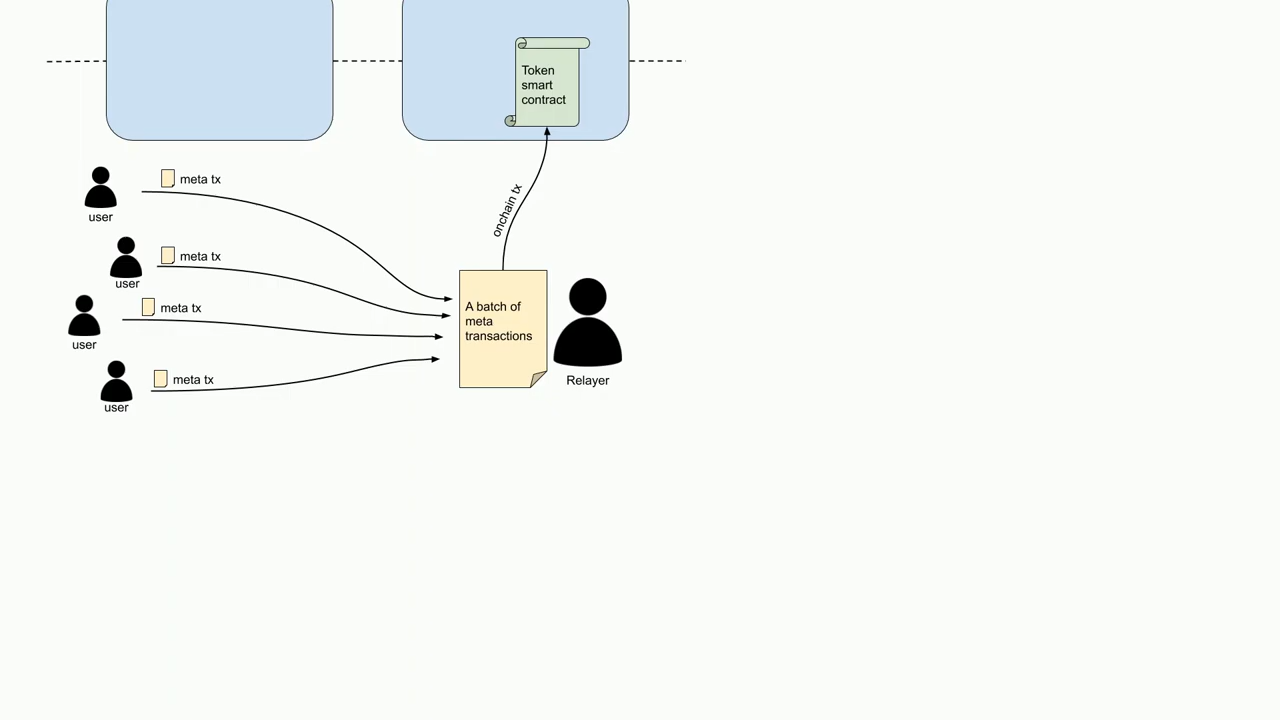 Token
smart
contract
meta tx
user
onchain tx
meta tx
user
meta tx
user
A batch of
meta
transactions
meta tx
user
Relayer